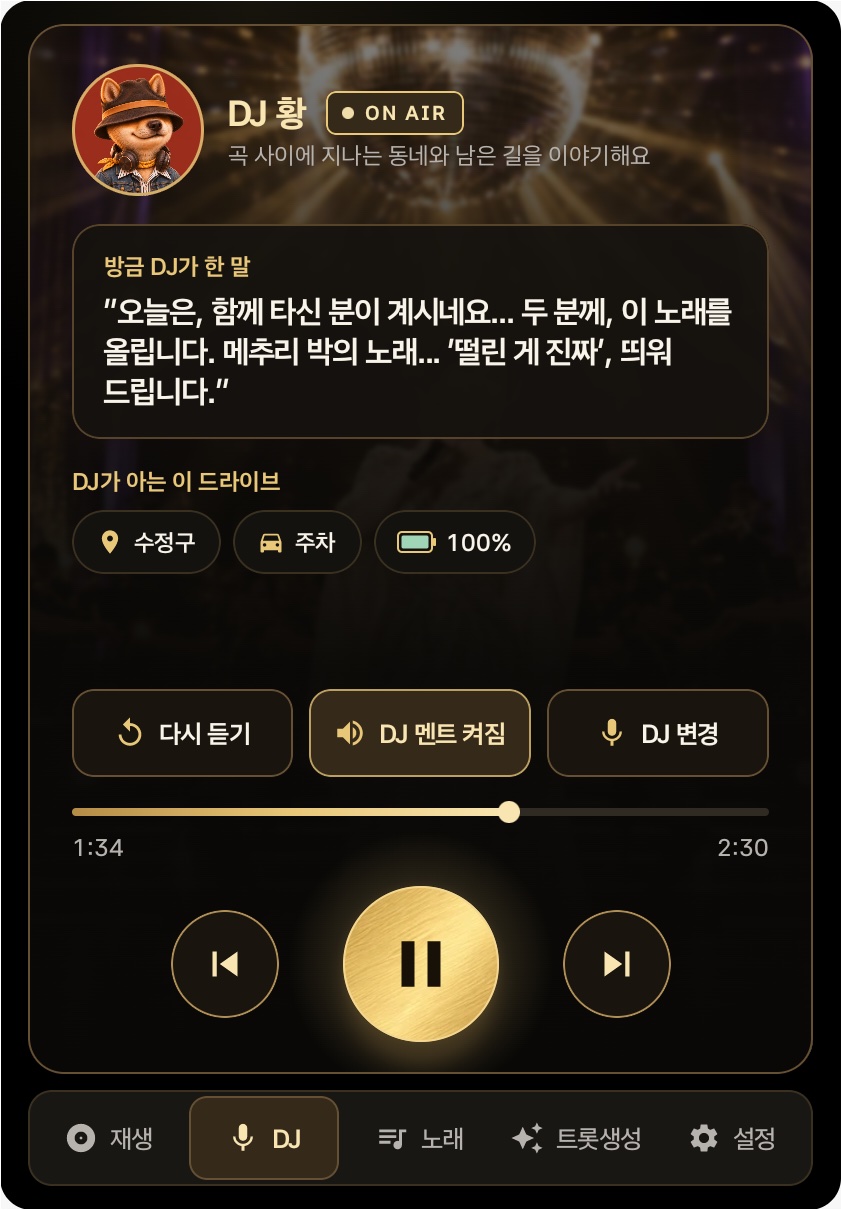 DJ 황
ON AIR
곡 사이에 지나는 동네와 남은 길을 이야기해요
방금 DJ가 한 말
"오늘은, 함께 타신 분이 계시네요... 두 분께, 이 노래를
올립니다. 메추리 박의 노래... '떨린 게 진짜', 띄워
드립니다."
DJ가 아는 이 드라이브
수정구
주차
100%
다시 듣기
DJ 멘트 켜짐
DJ 변경
1:34
2:30
재생
DJ
노래
트롯생성
설정